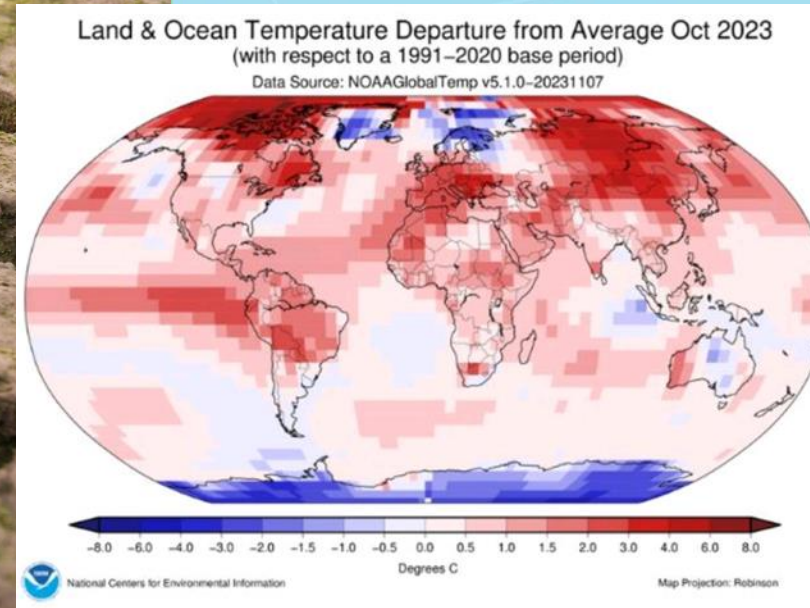 Land & Ocean Temperature Departure from Average Oct 2023
(with respect to a 1991–2020 base period)
Data Source: NOAAGlobalTemp v5.1.0–20231107
-8.0 -6.0 -4.0 -3.0 -2.0 -1.5 -1.0 -0.5 0.0 0.5 1.0 1.5 2.0 3.0 4.0 6.0 8.0
Degrees C
National Centers for Environmental Information
Map Projection: Robinson